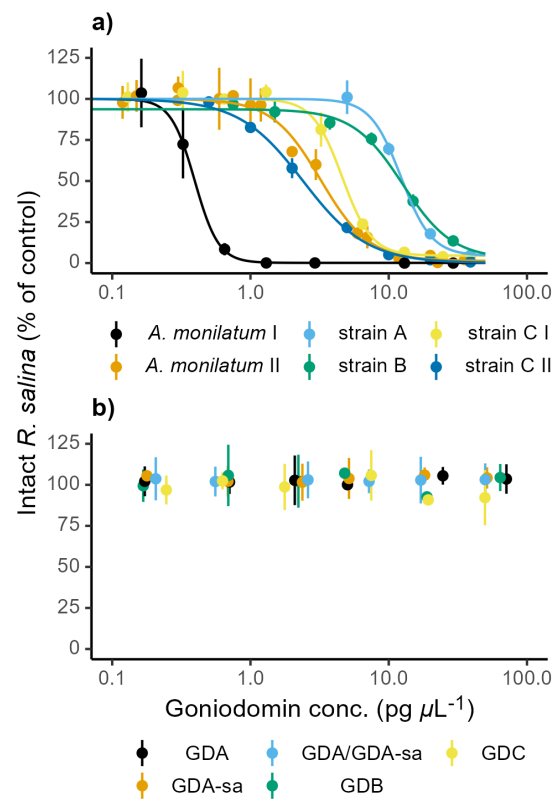 a)
125
100
75
50
25
0
0.1 1.0 10.0 100.0
A. monilatum I strain A strain C I
A. monilatum II strain B strain C II
Intact R. salina (% of control)
b)
125
100
75
50
25
0
0.1 1.0 10.0 100.0
Goniodomin conc. (pg µL⁻¹)
GDA GDA/GDA-sa GDC
GDA-sa GDB